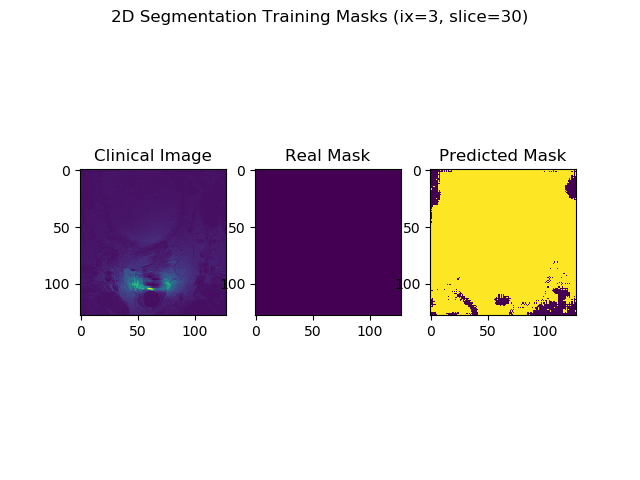 2D Segmentation Training Masks (ix=3, slice=30)
Clinical Image Real Mask Predicted Mask
0 0 0
50 50 50
100 100 100
0 50 100 0 50 100 0 50 100